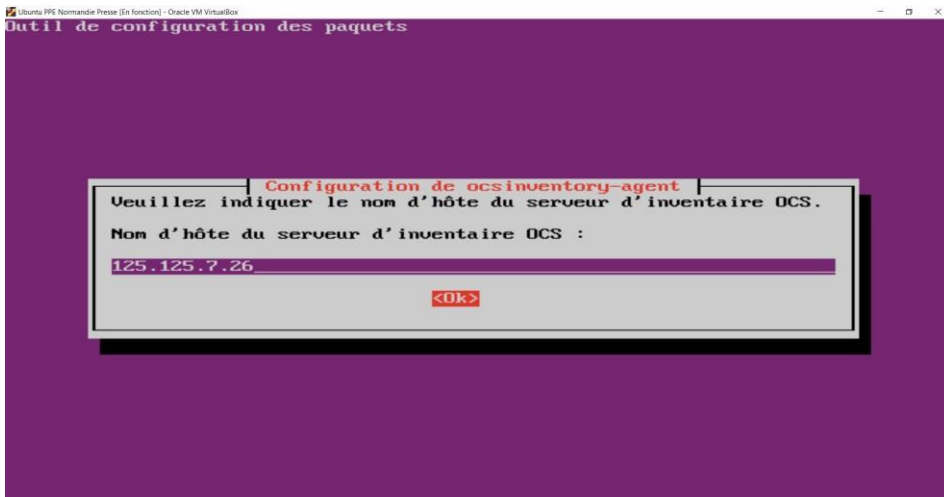 Ubuntu PPE Normandie Presse [En fonction] - Oracle VM VirtualBox
Outil de configuration des paquets
Configuration de ocsinventory-agent
Veuillez indiquer le nom d'hôte du serveur d'inventaire OCS.
Nom d'hôte du serveur d'inventaire OCS :
125.125.7.26
<Ok>